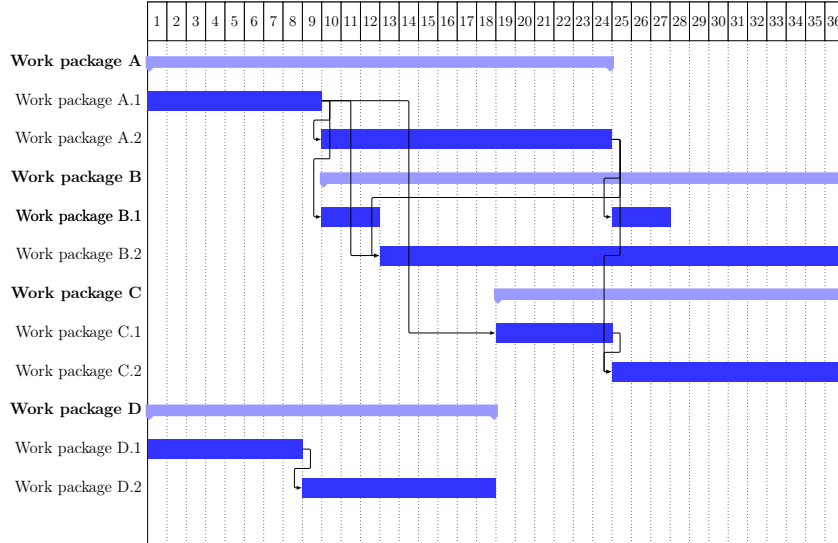 1 2 3 4 5 6 7 8 9 10 11 12 13 14 15 16 17 18 19 20 21 22 23 24 25 26 27 28 29 30 31 32 33 34 35 36
Work package A
Work package A.1
Work package A.2
Work package B
Work package B.1
Work package B.2
Work package C
Work package C.1
Work package C.2
Work package D
Work package D.1
Work package D.2